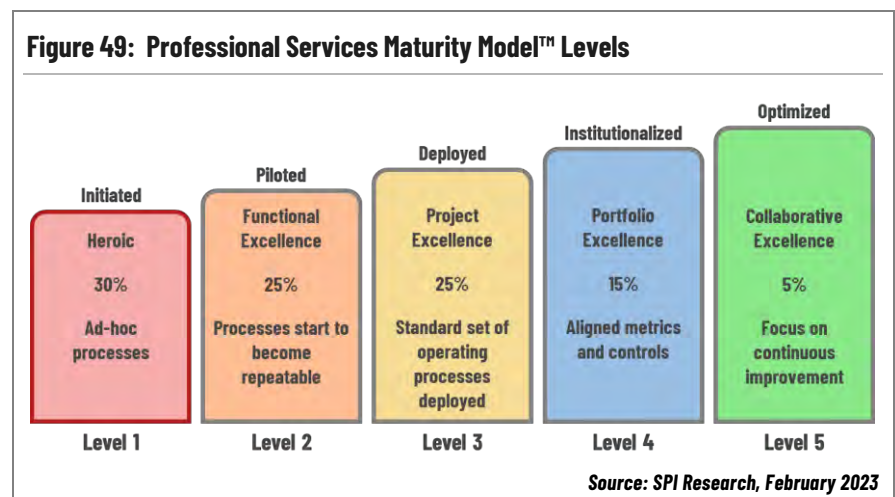 Figure 49: Professional Services Maturity Model™ Levels
Initiated
Heroic
30%
Ad-hoc
processes
Level 1
Piloted
Functional
Excellence
25%
Processes start to
become
repeatable
Level 2
Deployed
Project
Excellence
25%
Standard set of
operating
processes
deployed
Level 3
Institutionalized
Portfolio
Excellence
15%
Aligned metrics
and controls
Level 4
Optimized
Collaborative
Excellence
5%
Focus on
continuous
improvement
Level 5
Source: SPI Research, February 2023